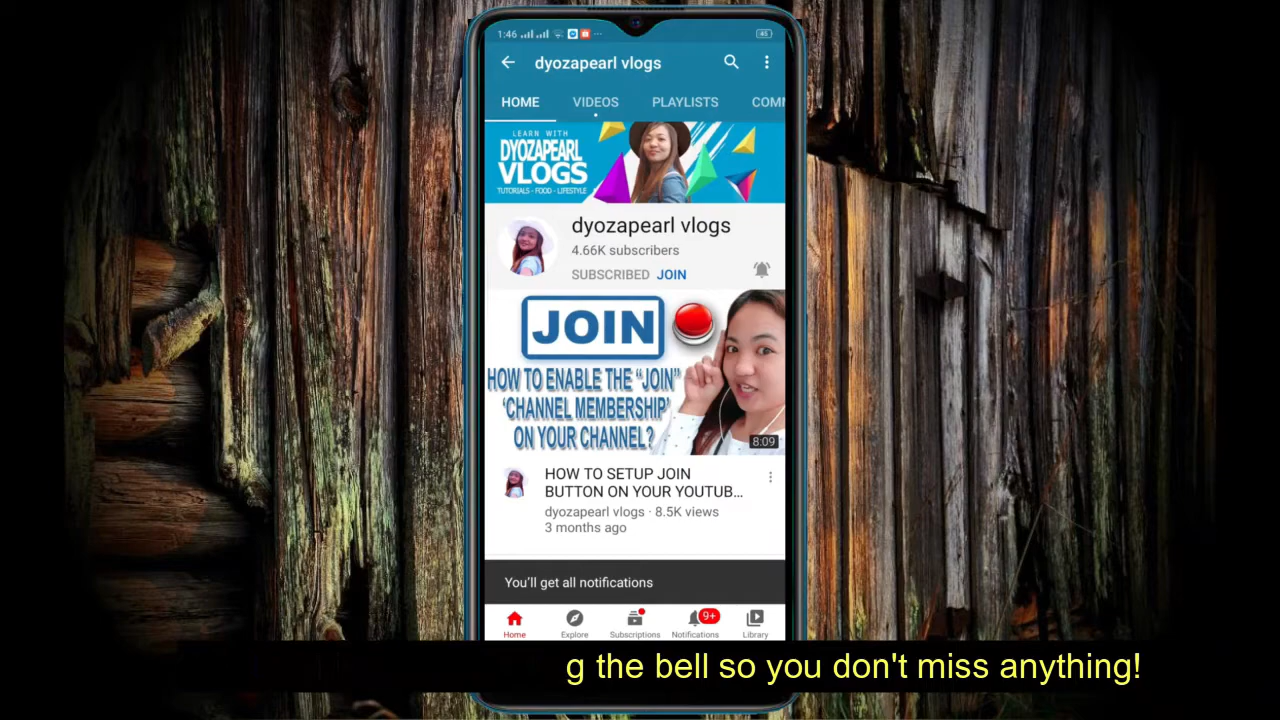 1:46
45
dyozapearl vlogs
HOME VIDEOS PLAYLISTS COMM
LEARN WITH
DYOZAPEARL
VLOGS
TUTORIALS - FOOD - LIFESTYLE
dyozapearl vlogs
4.66K subscribers
SUBSCRIBED JOIN
JOIN
HOW TO ENABLE THE "JOIN"
'CHANNEL MEMBERSHIP'
ON YOUR CHANNEL?
8:09
HOW TO SETUP JOIN
BUTTON ON YOUR YOUTUB...
dyozapearl vlogs · 8.5K views
3 months ago
You'll get all notifications
9+
Home Explore Subscriptions Notifications Library
g the bell so you don't miss anything!